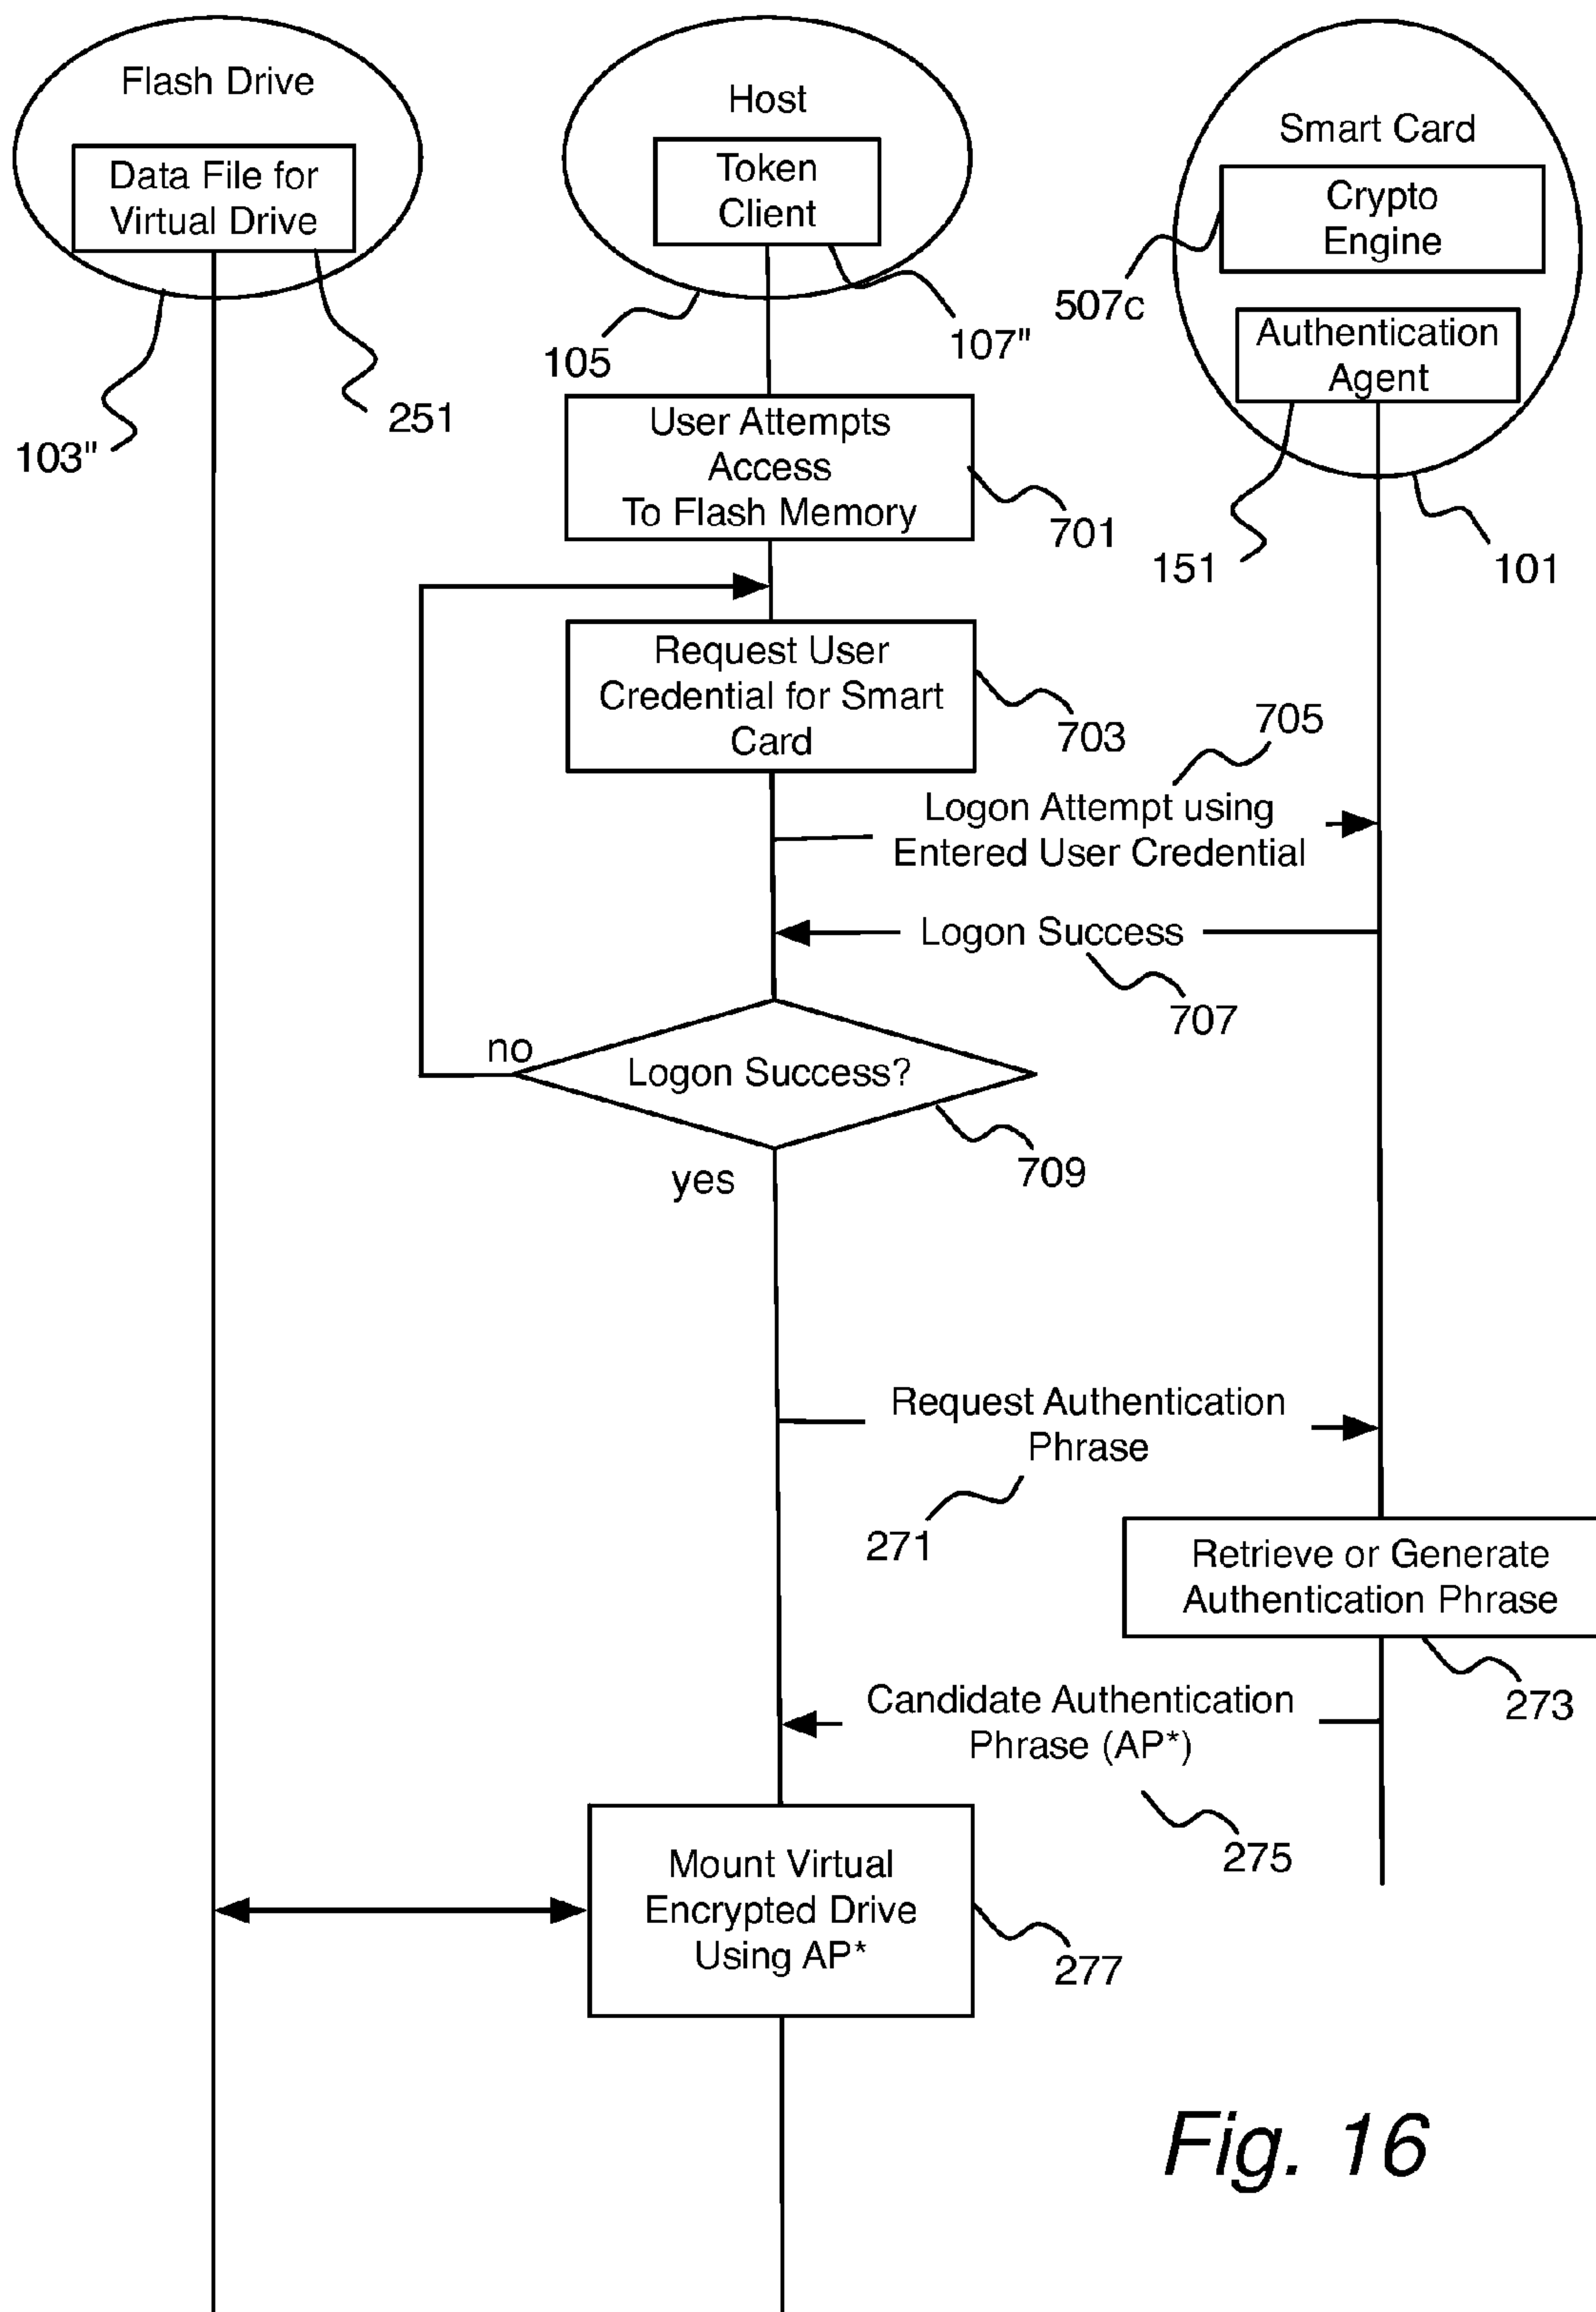 Flash Drive
Data File for
Virtual Drive
103"
251
Host
Token
Client
105
107"
Smart Card
Crypto
Engine
507c
Authentication
Agent
151
101
User Attempts
Access
To Flash Memory
701
Request User
Credential for Smart
Card
703
705
Logon Attempt using
Entered User Credential
Logon Success
707
no
Logon Success?
709
yes
Request Authentication
Phrase
271
Retrieve or Generate
Authentication Phrase
273
Candidate Authentication
Phrase (AP*)
275
Mount Virtual
Encrypted Drive
Using AP*
277
Fig. 16